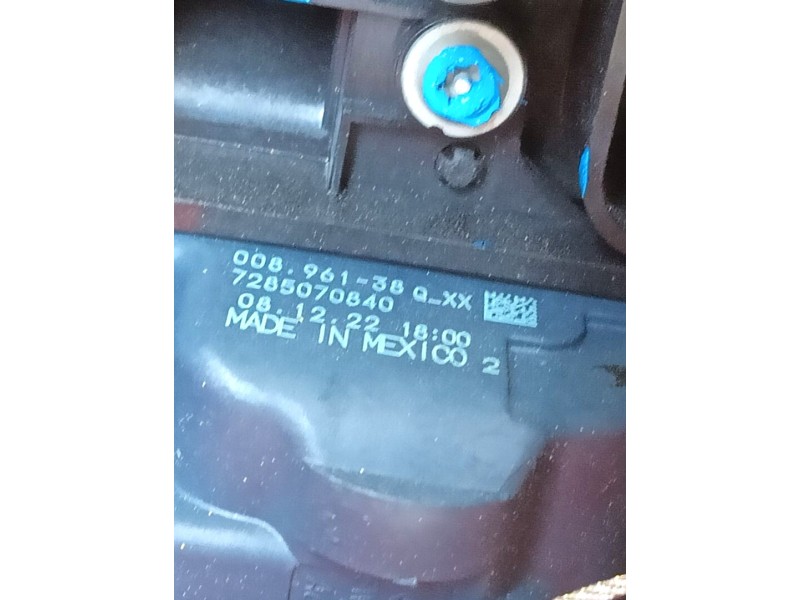 008.961-38 Q_XX
7285070840
08.12.22 18:00
MADE IN MEXICO 2